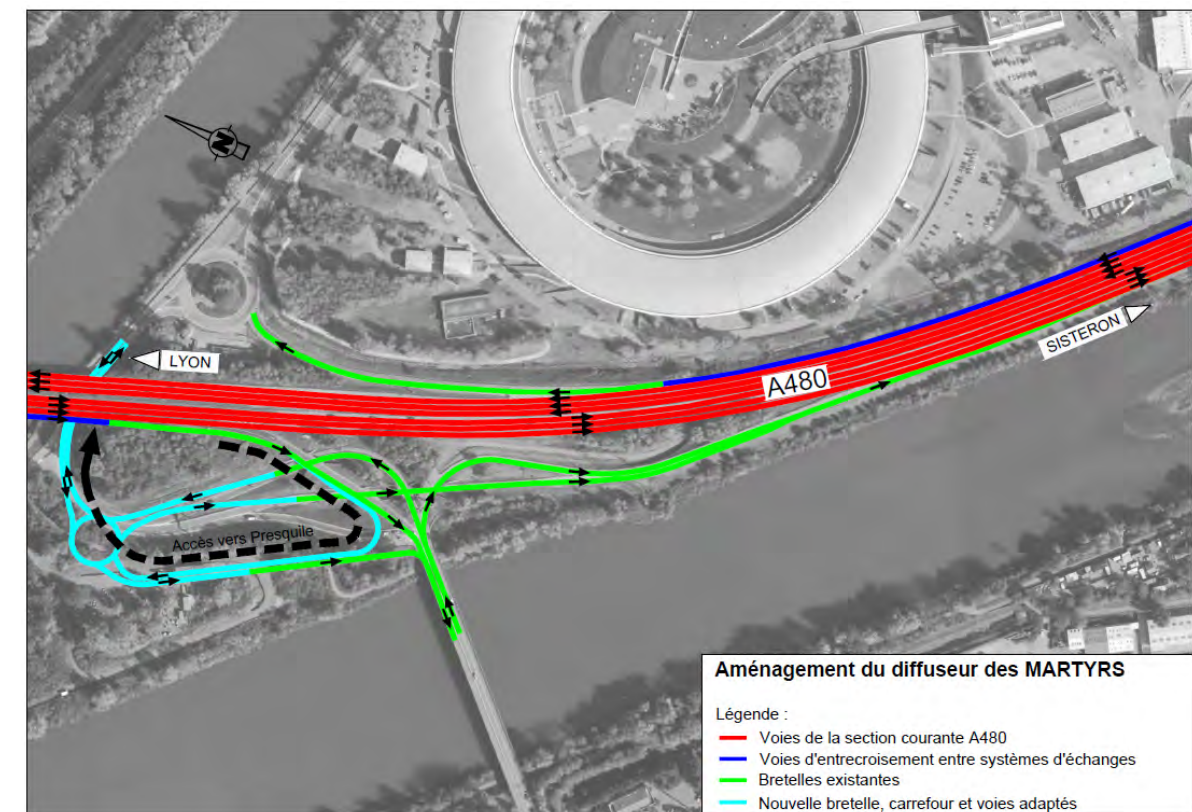 N
LYON
A480
SISTERON
Accès vers Presquile
Aménagement du diffuseur des MARTYRS
Légende :
Voies de la section courante A480
Voies d'entrecroisement entre systèmes d'échanges
Bretelles existantes
Nouvelle bretelle, carrefour et voies adaptés